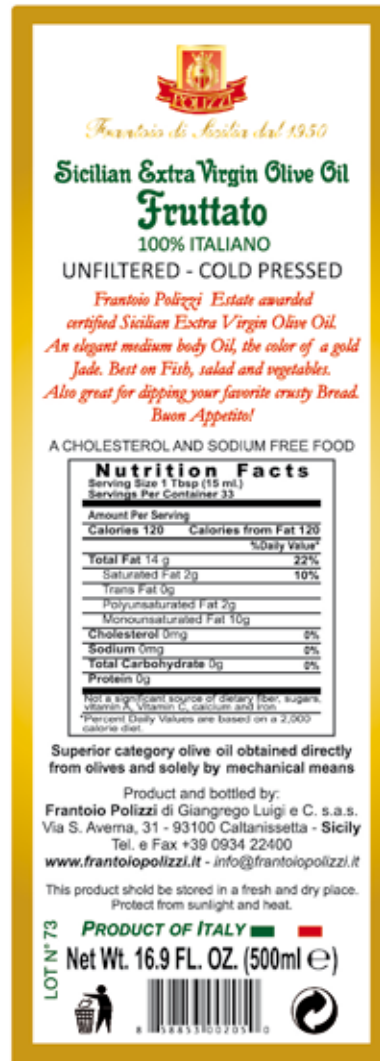 POLIZZI
Frantoio di Sicilia dal 1950
Sicilian Extra Virgin Olive Oil
Fruttato
100% ITALIANO
UNFILTERED - COLD PRESSED
Frantoio Polizzi Estate awarded
certified Sicilian Extra Virgin Olive Oil.
An elegant medium body Oil, the color of a gold
Jade. Best on Fish, salad and vegetables.
Also great for dipping your favorite crusty Bread.
Buon Appetito!
A CHOLESTEROL AND SODIUM FREE FOOD
Nutrition Facts
Serving Size 1 Tbsp (15 ml.)
Servings Per Container 33
Amount Per Serving
Calories 120 Calories from Fat 120
%Daily Value*
Total Fat 14 g 22%
Saturated Fat 2g 10%
Trans Fat 0g
Polyunsaturated Fat 2g
Monounsaturated Fat 10g
Cholesterol 0mg 0%
Sodium 0mg 0%
Total Carbohydrate 0g 0%
Protein 0g
Not a significant source of dietary fiber, sugars,
vitamin A, Vitamin C, calcium and iron.
*Percent Daily Values are based on a 2,000
calorie diet.
Superior category olive oil obtained directly
from olives and solely by mechanical means
Product and bottled by:
Frantoio Polizzi di Giangrego Luigi e C. s.a.s.
Via S. Averna, 31 - 93100 Caltanissetta - Sicily
Tel. e Fax +39 0934 22400
www.frantoiopolizzi.it - info@frantoiopolizzi.it
This product shold be stored in a fresh and dry place.
Protect from sunlight and heat.
LOT N° 73
PRODUCT OF ITALY
Net Wt. 16.9 FL. OZ. (500ml ℮)
8 58853 00205 0